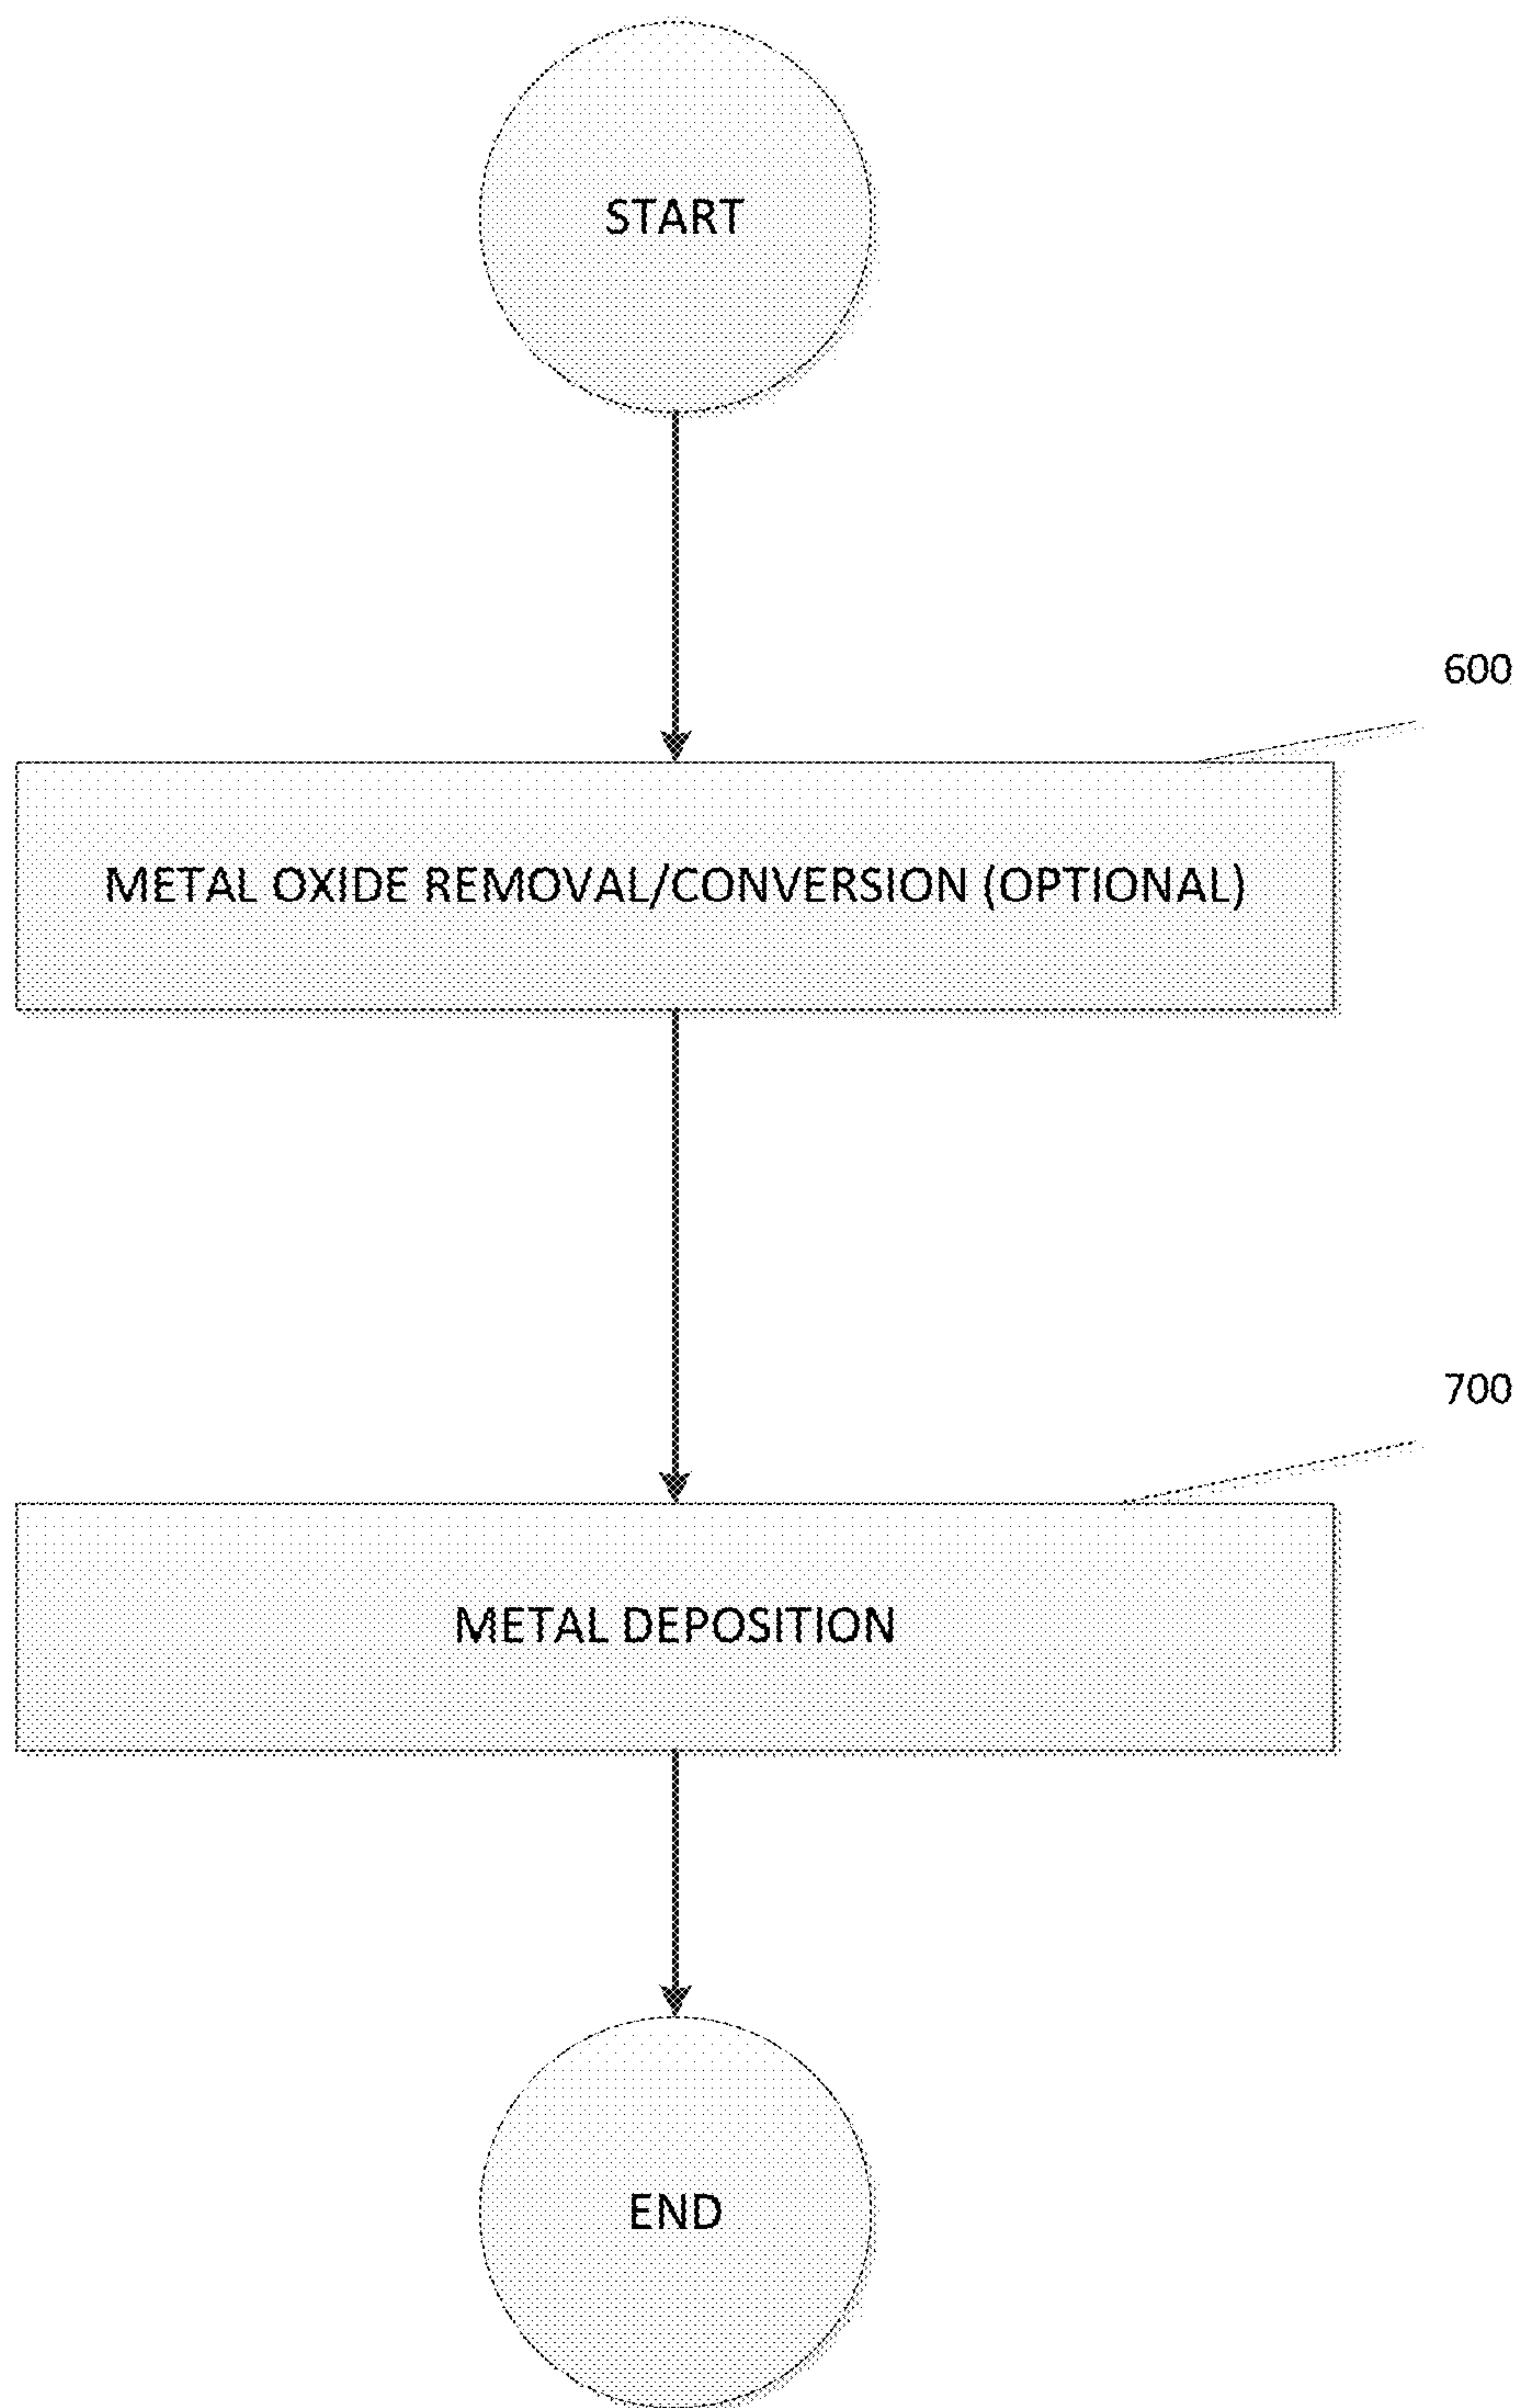 START
600
METAL OXIDE REMOVAL/CONVERSION (OPTIONAL)
700
METAL DEPOSITION
END